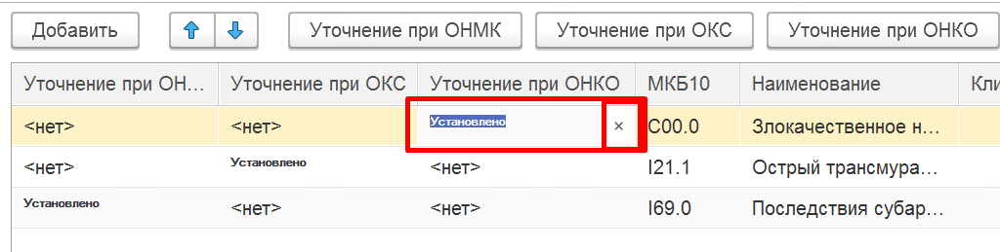 Добавить Уточнение при ОНМК Уточнение при ОКС Уточнение при ОНКО
Уточнение при ОН... Уточнение при ОКС Уточнение при ОНКО МКБ10 Наименование Кли
<нет> <нет> Установлено × C00.0 Злокачественное н...
<нет> Установлено <нет> I21.1 Острый трансмура...
Установлено <нет> <нет> I69.0 Последствия субар...